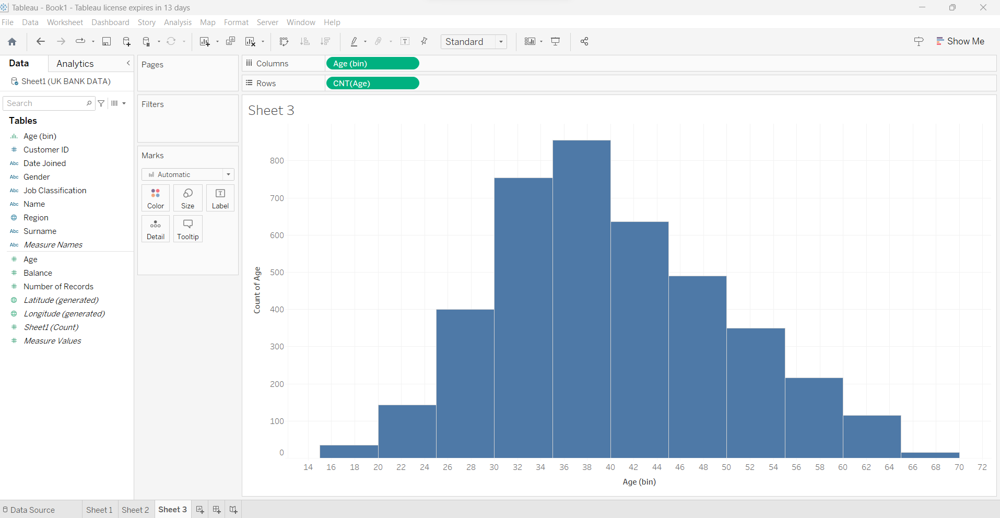 Tableau - Book1 - Tableau license expires in 13 days
File Data Worksheet Dashboard Story Analysis Map Format Server Window Help
Standard
Show Me
Data Analytics
Sheet1 (UK BANK DATA)
Search
Tables
Age (bin)
# Customer ID
Abc Date Joined
Abc Gender
Abc Job Classification
Abc Name
Region
Abc Surname
Abc Measure Names
# Age
# Balance
# Number of Records
Latitude (generated)
Longitude (generated)
# Sheet1 (Count)
# Measure Values
Pages
Filters
Marks
Automatic
Color Size Label
Detail Tooltip
Columns Age (bin)
Rows CNT(Age)
Sheet 3
Count of Age
800
700
600
500
400
300
200
100
0
14 16 18 20 22 24 26 28 30 32 34 36 38 40 42 44 46 48 50 52 54 56 58 60 62 64 66 68 70 72
Age (bin)
Data Source Sheet 1 Sheet 2 Sheet 3